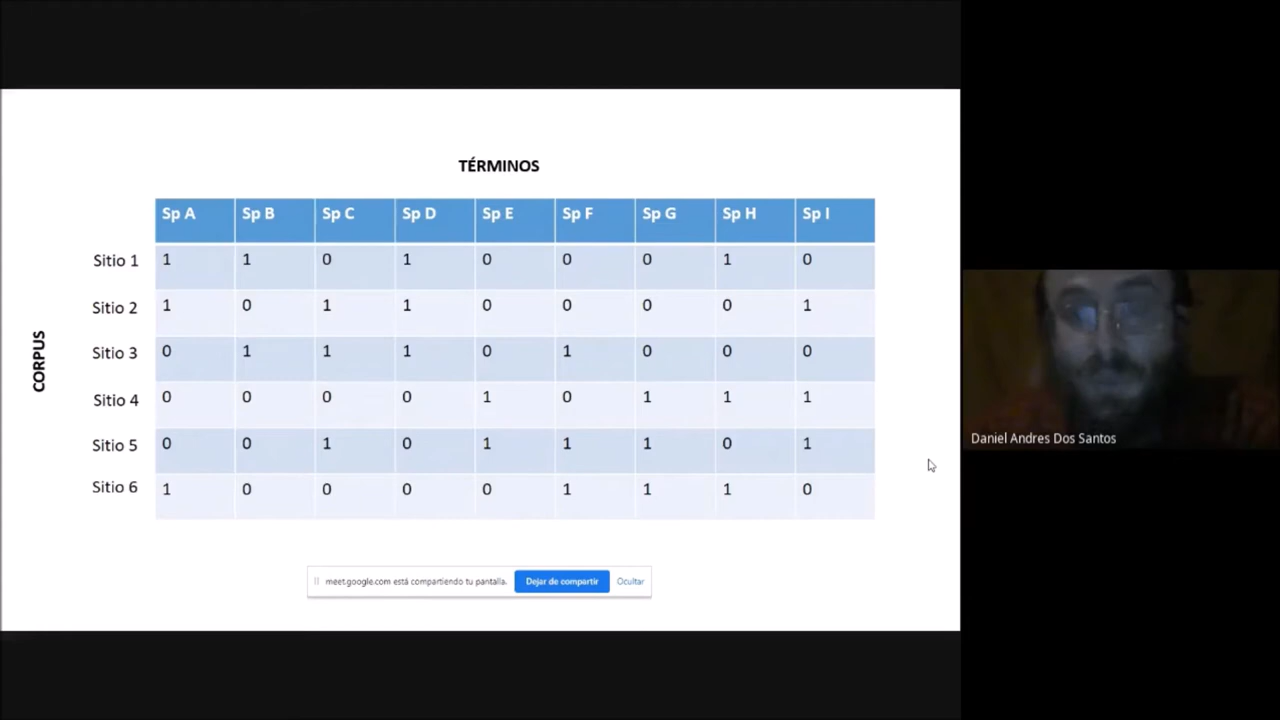 TÉRMINOS
Sp A Sp B Sp C Sp D Sp E Sp F Sp G Sp H Sp I
Sitio 1 1 1 0 1 0 0 0 1 0
Sitio 2 1 0 1 1 0 0 0 0 1
CORPUS
Sitio 3 0 1 1 1 0 1 0 0 0
Sitio 4 0 0 0 0 1 0 1 1 1
Sitio 5 0 0 1 0 1 1 1 0 1
Sitio 6 1 0 0 0 0 1 1 1 0
meet.google.com está compartiendo tu pantalla. Dejar de compartir Ocultar
Daniel Andres Dos Santos